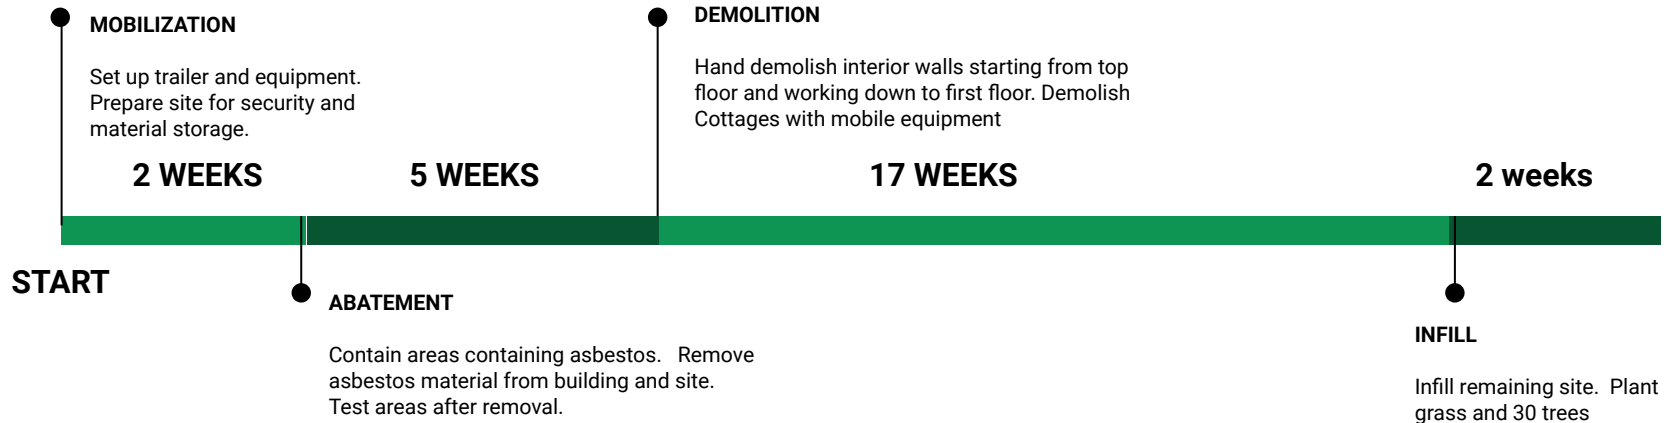 MOBILIZATION
Set up trailer and equipment.
Prepare site for security and
material storage.
DEMOLITION
Hand demolish interior walls starting from top
floor and working down to first floor. Demolish
Cottages with mobile equipment
2 WEEKS
5 WEEKS
17 WEEKS
2 weeks
START
ABATEMENT
Contain areas containing asbestos.   Remove
asbestos material from building and site.
Test areas after removal.
INFILL
Infill remaining site.  Plant
grass and 30 trees